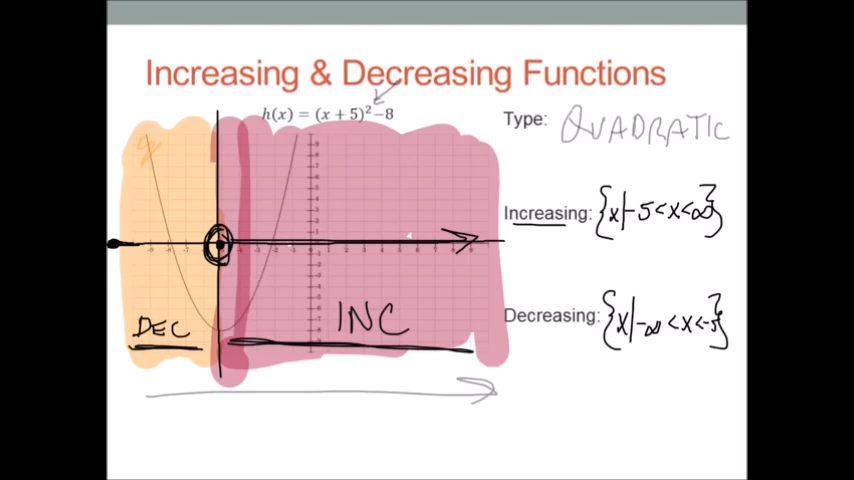 Increasing & Decreasing Functions
h(x) = (x + 5)² −8
Type: QUADRATIC
Increasing: {x|-5<x<∞}
Decreasing: {x|-∞<x<-5}
DEC
INC